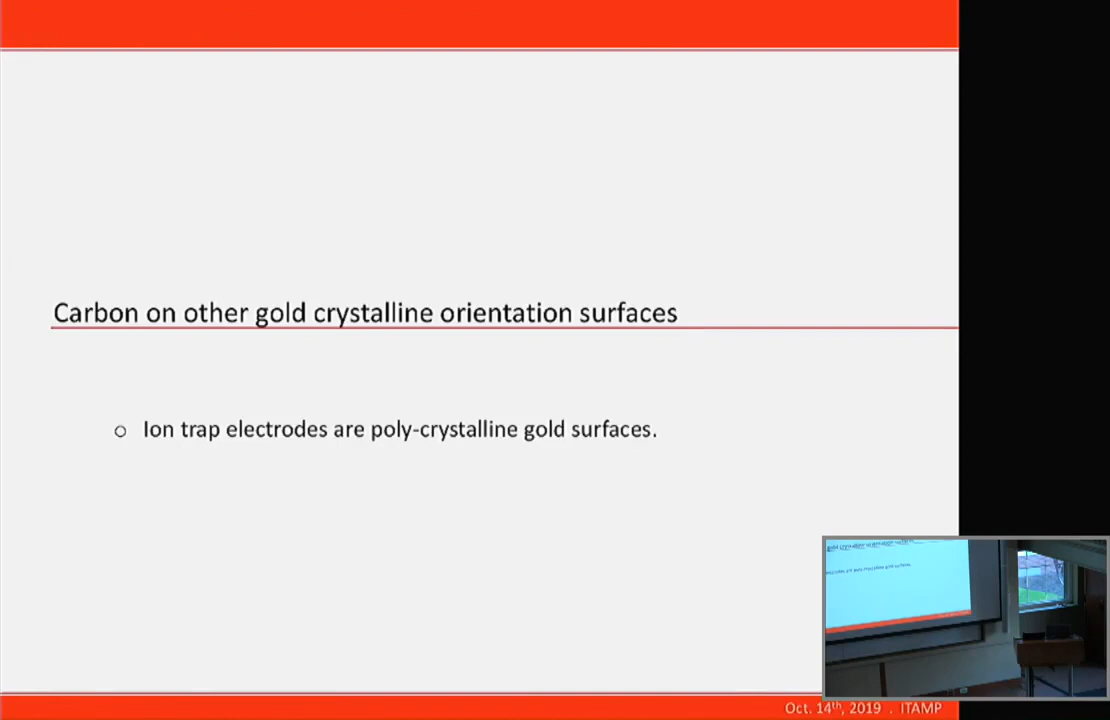 Carbon on other gold crystalline orientation surfaces
o Ion trap electrodes are poly-crystalline gold surfaces.
Oct. 14th, 2019 . ITAMP